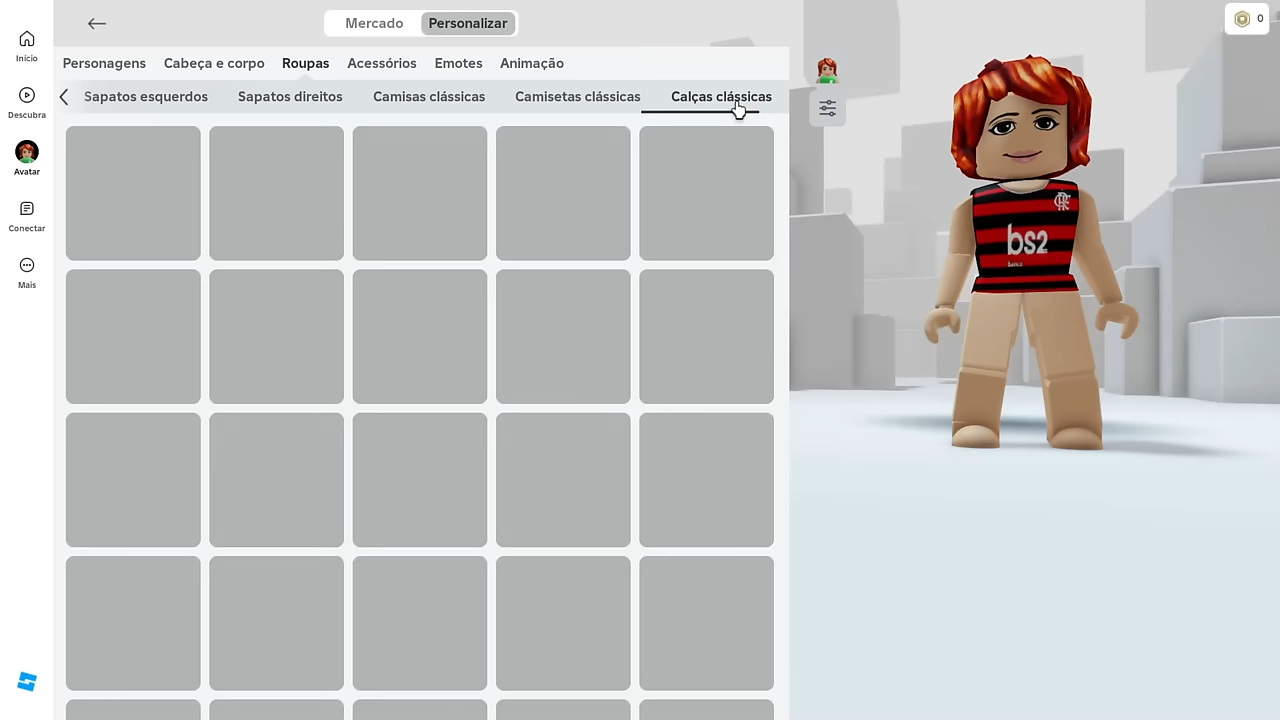 Mercado
Personalizar
0
Início
Descubra
Avatar
Conectar
Mais
Personagens
Cabeça e corpo
Roupas
Acessórios
Emotes
Animação
Sapatos esquerdos
Sapatos direitos
Camisas clássicas
Camisetas clássicas
Calças clássicas
bs2
banco